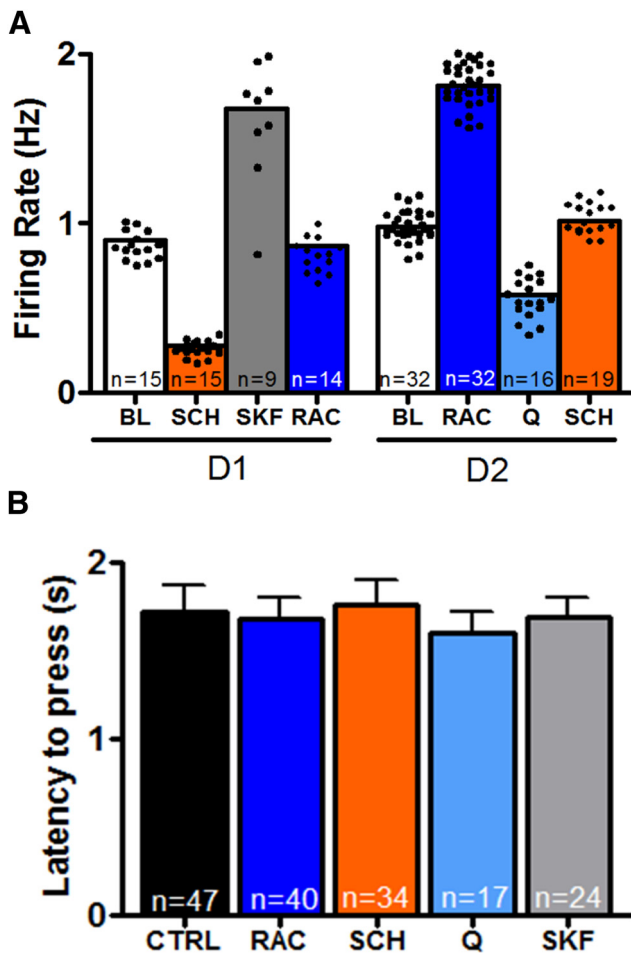 A
Firing Rate (Hz)
2
1
0
n=15 n=15 n=9 n=14 n=32 n=32 n=16 n=19
BL SCH SKF RAC BL RAC Q SCH
D1 D2
B
Latency to press (s)
2
1
0
n=47 n=40 n=34 n=17 n=24
CTRL RAC SCH Q SKF